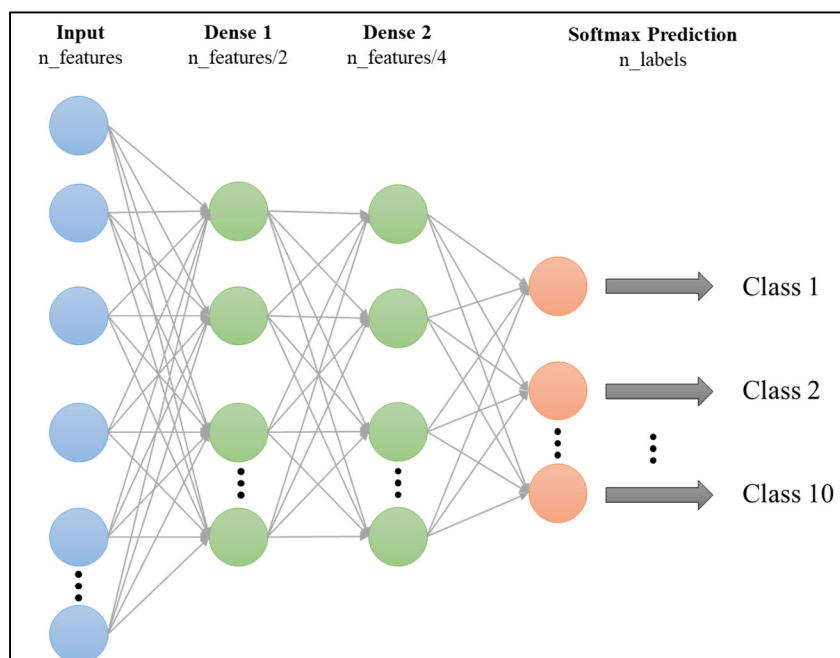 Input
n_features
Dense 1
n_features/2
Dense 2
n_features/4
Softmax Prediction
n_labels
Class 1
Class 2
Class 10